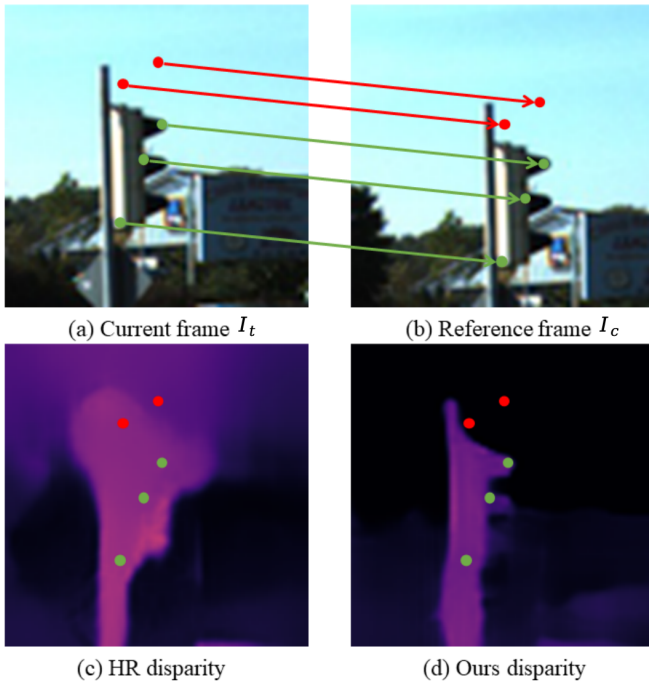 (a) Current frame I_t
(b) Reference frame I_c
(c) HR disparity
(d) Ours disparity